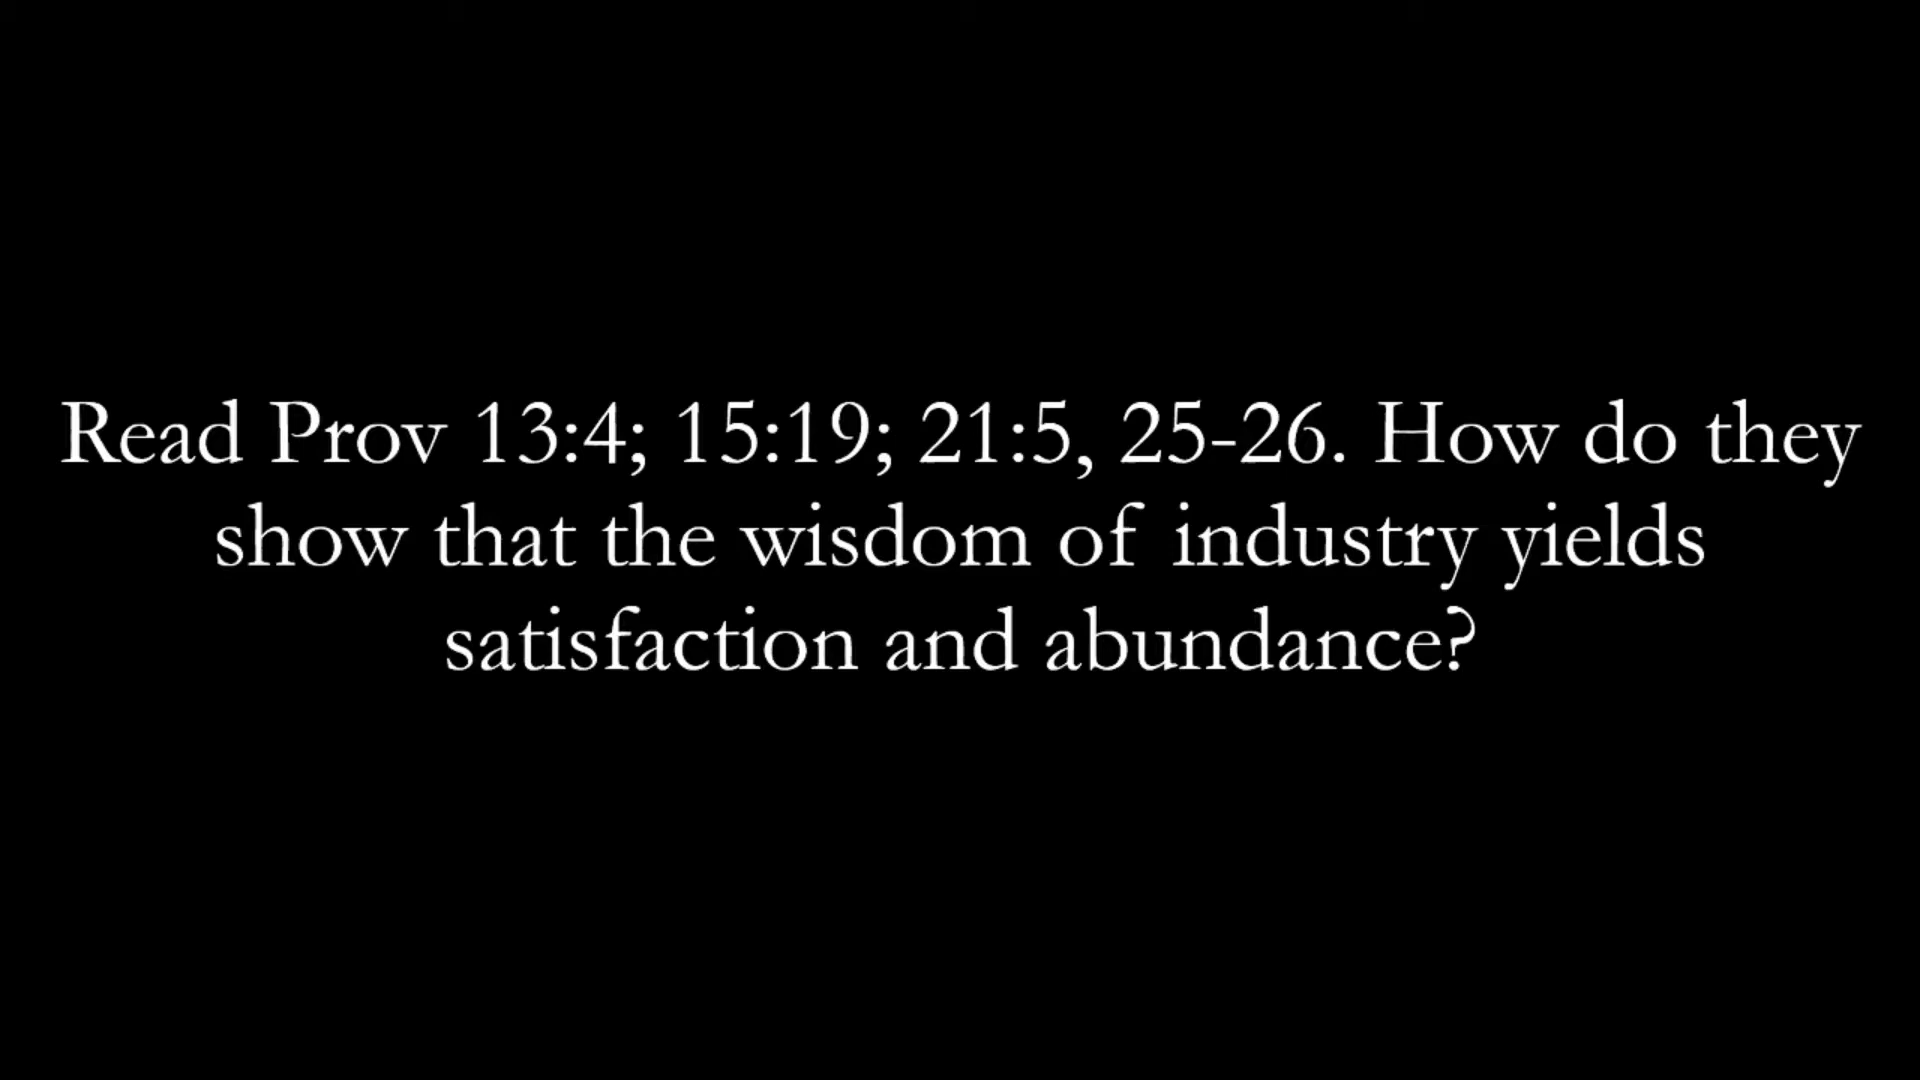 Read Prov 13:4; 15:19; 21:5, 25-26. How do they
show that the wisdom of industry yields
satisfaction and abundance?